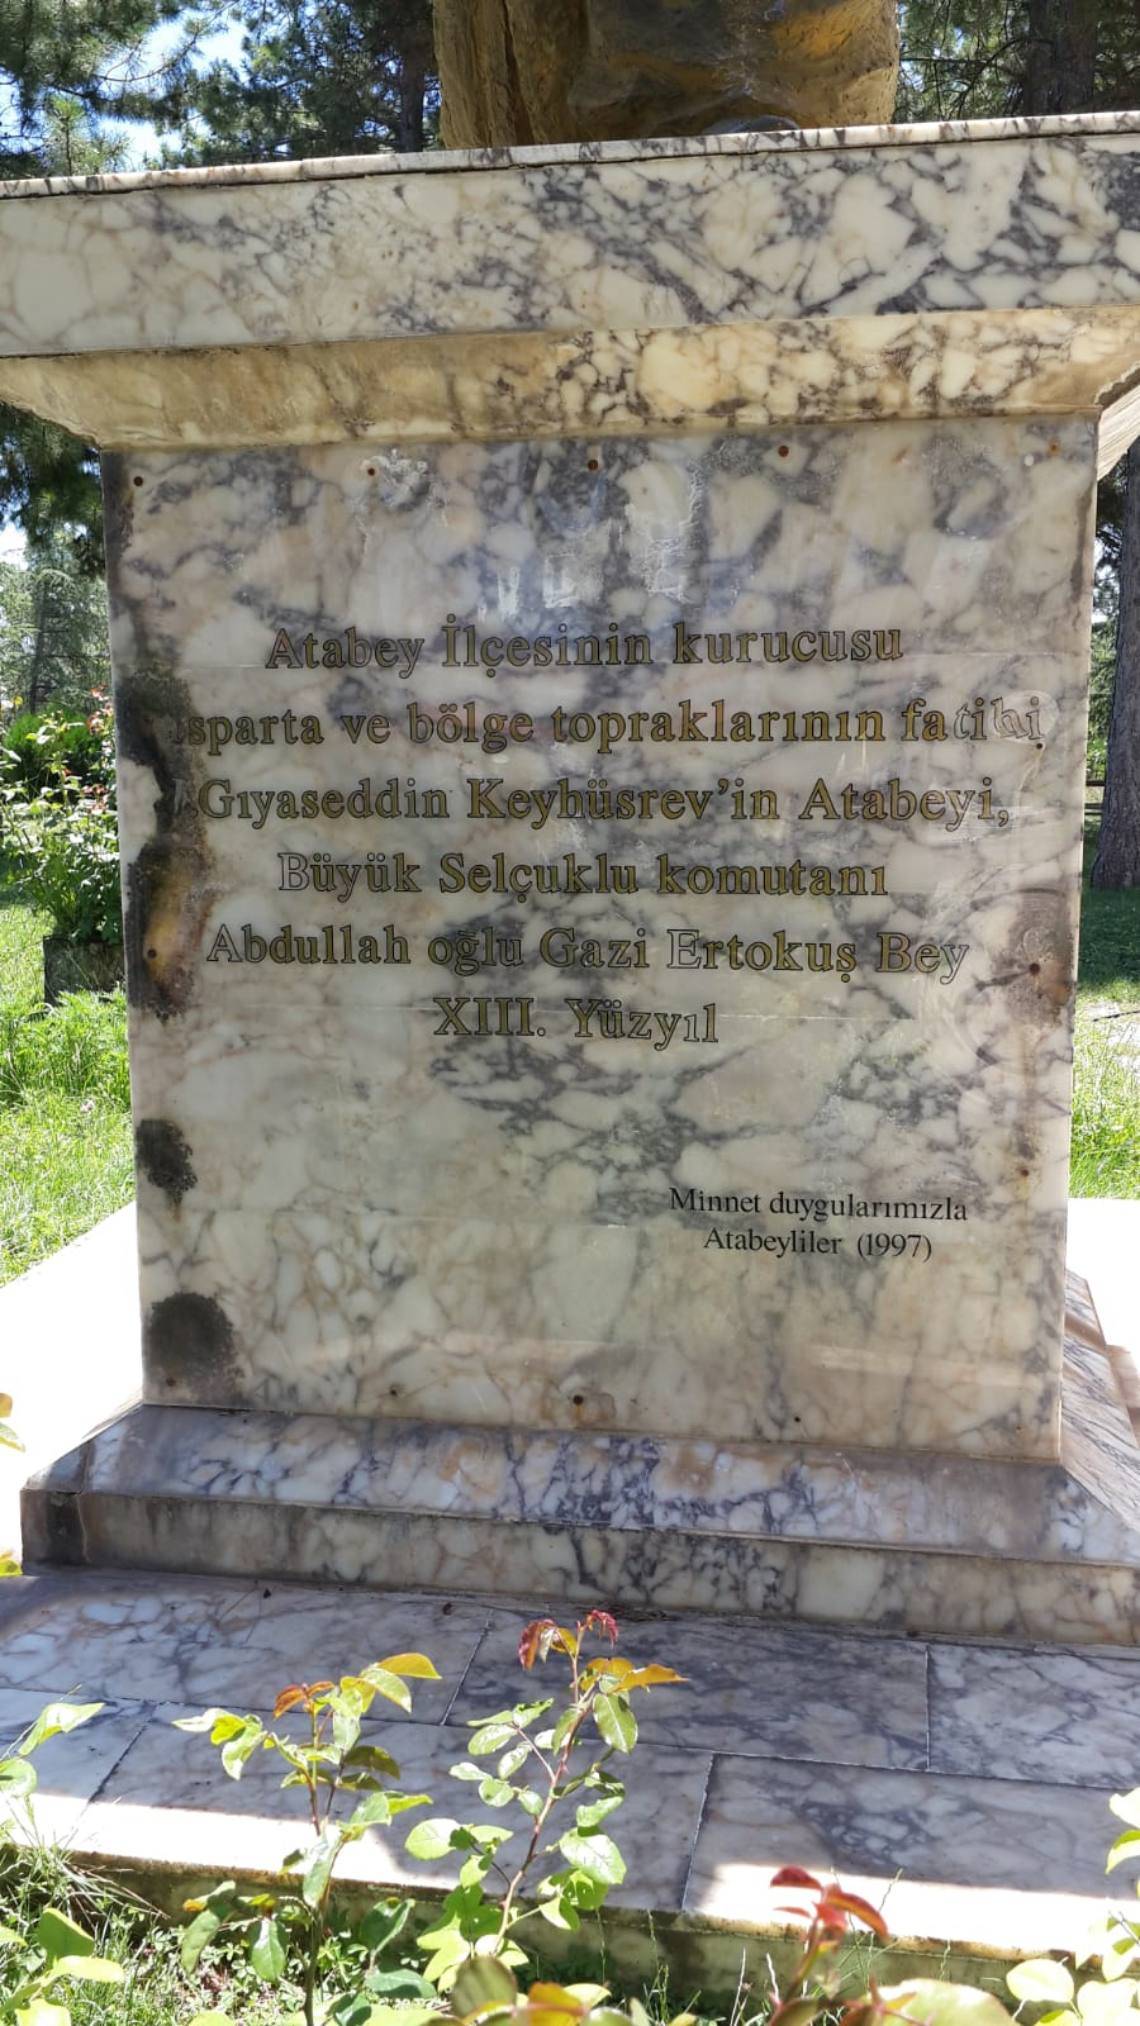 Atabey İlçesinin kurucusu
Isparta ve bölge topraklarının fatihi
Gıyaseddin Keyhüsrev'in Atabeyi,
Büyük Selçuklu komutanı
Abdullah oğlu Gazi Ertokuş Bey
XIII. Yüzyıl
Minnet duygularımızla
Atabeyliler (1997)